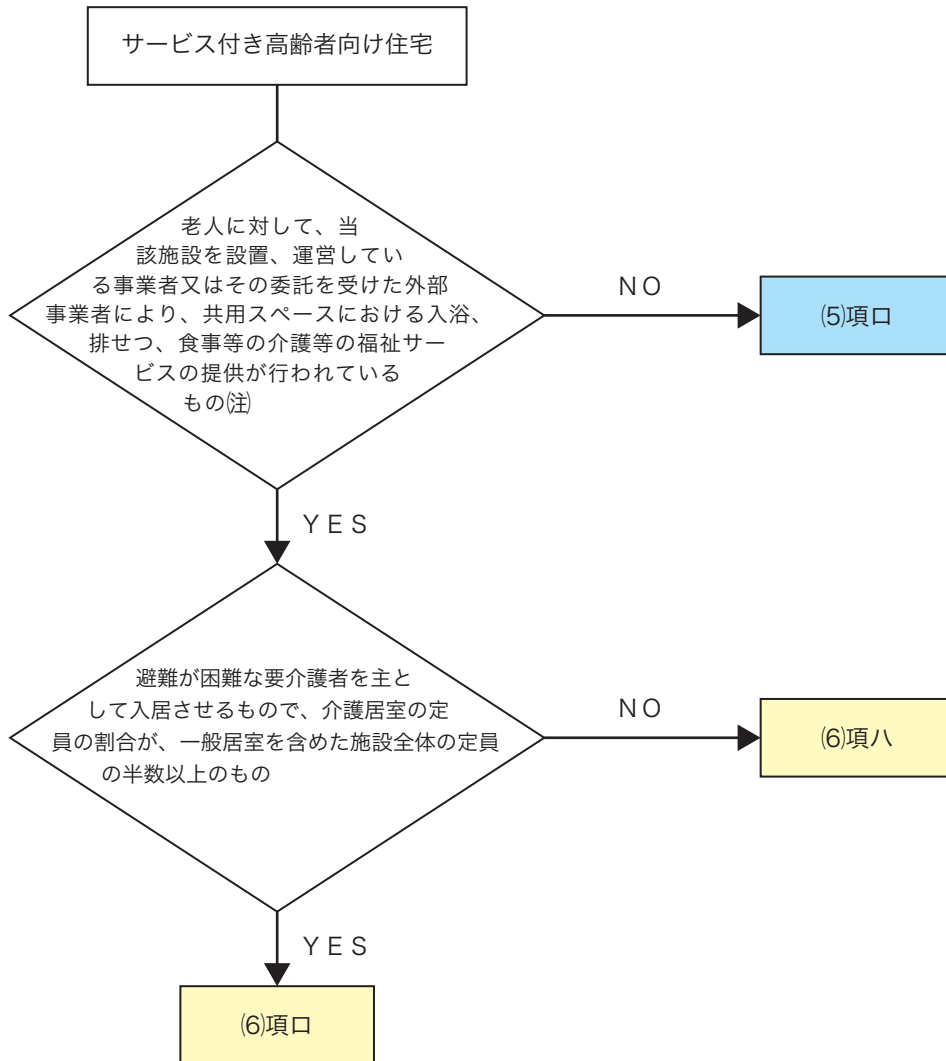 サービス付き高齢者向け住宅
老人に対して、当
該施設を設置、運営してい
る事業者又はその委託を受けた外部
事業者により、共用スペースにおける入浴、
排せつ、食事等の介護等の福祉サー
ビスの提供が行われている
もの㊟
NO
⑸項ロ
YES
避難が困難な要介護者を主と
して入居させるもので、介護居室の定
員の割合が、一般居室を含めた施設全体の定員
の半数以上のもの
NO
⑹項ハ
YES
⑹項ロ